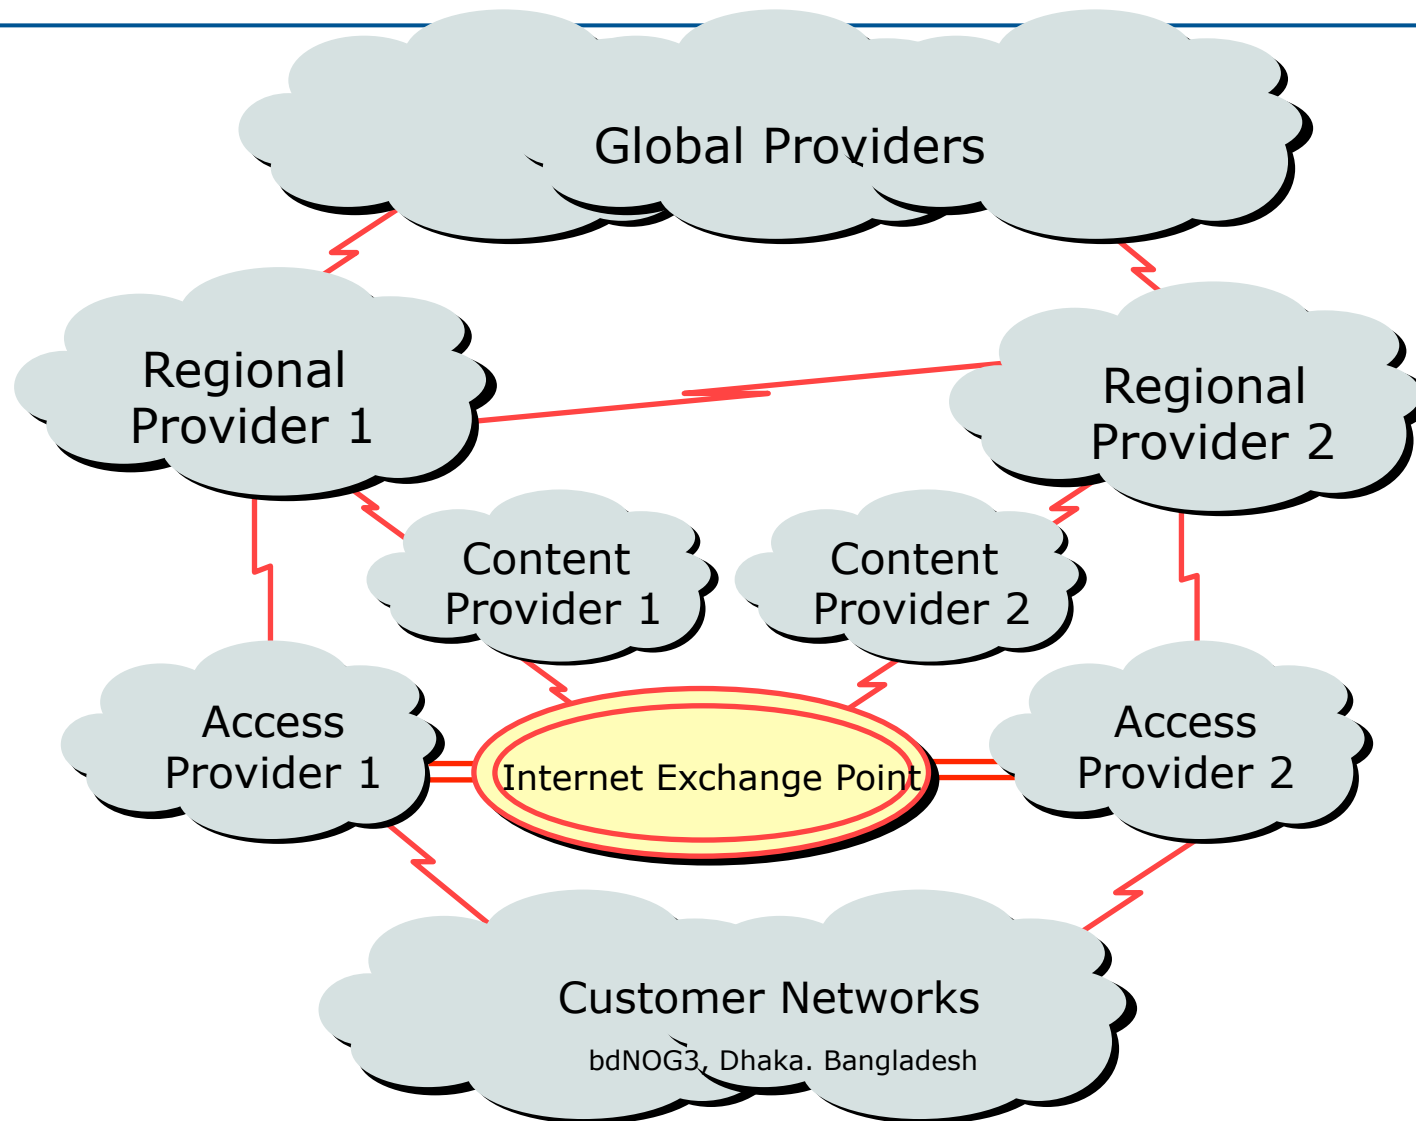 Global Providers
Regional
Provider 1
Regional
Provider 2
Content
Provider 1
Content
Provider 2
Access
Provider 1
Internet Exchange Point
Access
Provider 2
Customer Networks
bdNOG3, Dhaka. Bangladesh